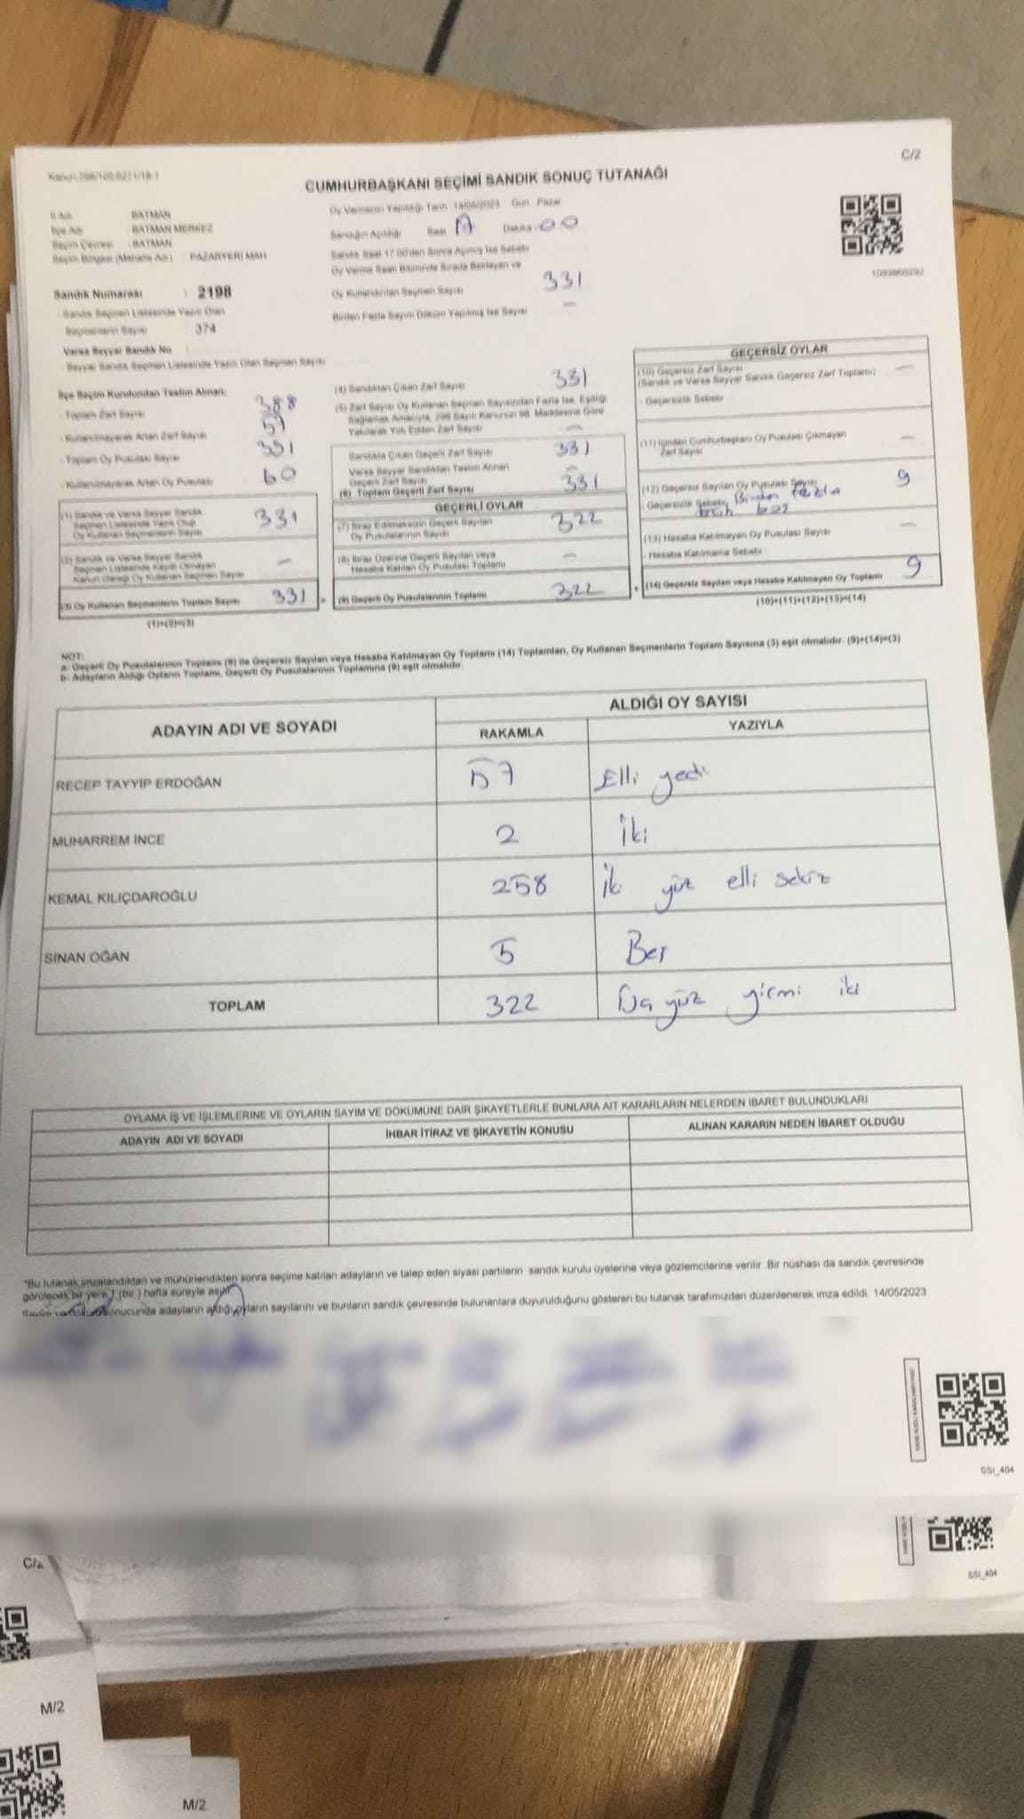 C/2
CUMHURBAŞKANI SEÇİMİ SANDIK SONUÇ TUTANAĞI
İl Adı BATMAN
İlçe Adı BATMAN MERKEZ
Seçim Çevresi : BATMAN
Seçim Bölgesi (Mahalle Adı) PAZARYERİ MAH
Sandık Numarası : 2198
Sandık Seçmen Listesinde Yazılı Olan
Seçmenlerin Sayısı 374
Varsa Seyyar Sandık No
Seyyar Sandık Seçmen Listesinde Yazılı Olan Seçmen Sayısı
Oy Vermenin Yapıldığı Tarih 14/05/2023 Gün : Pazar
Sandığın Açıldığı Saat Dakika : 00
Sandık Saat 17.00'den Sonra Açılmış İse Sebebi
Oy Verme Saati Bitiminde Sırada Bekleyen ve
Oy Kullandırılan Seçmen Sayısı 331
Birden Fazla Sayım Döküm Yapılmış İse Sayısı —
İlçe Seçim Kurulundan Teslim Alınan:
- Toplam Zarf Sayısı 388
- Kullanılmayarak Artan Zarf Sayısı 57
- Toplam Oy Pusulası Sayısı
- Kullanılmayarak Artan Oy Pusulası 60
(1) Sandık ve Varsa Seyyar Sandık
Seçmen Listesinde Yazılı Olup
Oy Kullanan Seçmenlerin Sayısı 331
(2) Sandık ve Varsa Seyyar Sandık
Seçmen Listesinde Kayıtlı Olmayan
Kanun Gereği Oy Kullanan Seçmen Sayısı —
(3) Oy Kullanan Seçmenlerin Toplam Sayısı 331
(1)+(2)=(3)
(4) Sandıktan Çıkan Zarf Sayısı 331
(5) Zarf Sayısı Oy Kullanan Seçmen Sayısından Fazla İse, Eşitliği
Sağlamak Amacıyla, 298 Sayılı Kanunun 98. Maddesine Göre
Yakılarak Yok Edilen Zarf Sayısı —
Sandıkta Çıkan Geçerli Zarf Sayısı 331
Varsa Seyyar Sandıktan Teslim Alınan
Geçerli Zarf Sayısı —
(6) Toplam Geçerli Zarf Sayısı 331
GEÇERLİ OYLAR
(7) İtiraz Edilmeksizin Geçerli Sayılan
Oy Pusulalarının Sayısı 322
(8) İtiraz Üzerine Geçerli Sayılan veya
Hesaba Katılan Oy Pusulası Toplamı —
(9) Geçerli Oy Pusulalarının Toplamı 322
GEÇERSİZ OYLAR
(10) Geçersiz Zarf Sayısı
(Sandık ve Varsa Seyyar Sandık Geçersiz Zarf Toplamı) —
- Geçersizlik Sebebi
(11) İçinden Cumhurbaşkanı Oy Pusulası Çıkmayan
Zarf Sayısı —
(12) Geçersiz Sayılan Oy Pusulası Sayısı 9
- Geçersizlik Sebebi Birden fazla
(13) Hesaba Katılmayan Oy Pusulası Sayısı —
- Hesaba Katılmama Sebebi
(14) Geçersiz Sayılan veya Hesaba Katılmayan Oy Toplamı 9
(10)+(11)+(12)+(13)=(14)
NOT:
a- Geçerli Oy Pusulalarının Toplamı (9) ile Geçersiz Sayılan veya Hesaba Katılmayan Oy Toplamı (14) Toplamları, Oy Kullanan Seçmenlerin Toplam Sayısına (3) eşit olmalıdır. (9)+(14)=(3)
b- Adayların Aldığı Oyların Toplamı, Geçerli Oy Pusulalarının Toplamına (9) eşit olmalıdır.
ADAYIN ADI VE SOYADI
ALDIĞI OY SAYISI
RAKAMLA YAZIYLA
RECEP TAYYİP ERDOĞAN 57 Elli yedi
MUHARREM İNCE 2 İki
KEMAL KILIÇDAROĞLU 258 iki yüz elli sekiz
SİNAN OĞAN 5 Beş
TOPLAM 322 Üç yüz yirmi iki
OYLAMA İŞ VE İŞLEMLERİNE VE OYLARIN SAYIM VE DÖKÜMÜNE DAİR ŞİKAYETLERLE BUNLARA AİT KARARLARIN NELERDEN İBARET BULUNDUKLARI
ADAYIN ADI VE SOYADI İHBAR İTİRAZ VE ŞİKAYETİN KONUSU ALINAN KARARIN NEDEN İBARET OLDUĞU
*Bu tutanak imzalandıktan ve mühürlendikten sonra seçime katılan adayların ve talep eden siyasi partilerin sandık kurulu üyelerine veya gözlemcilerine verilir. Bir nüshası da sandık çevresinde
görülecek bir yere 1 (bir ) hafta süreyle asılır.
sonucunda adayların aldığı oyların sayılarını ve bunların sandık çevresinde bulunanlara duyurulduğunu gösteren bu tutanak tarafımızdan düzenlenerek imza edildi. 14/05/2023
SSI_404
SSI_404
C/2
M/2
M/2